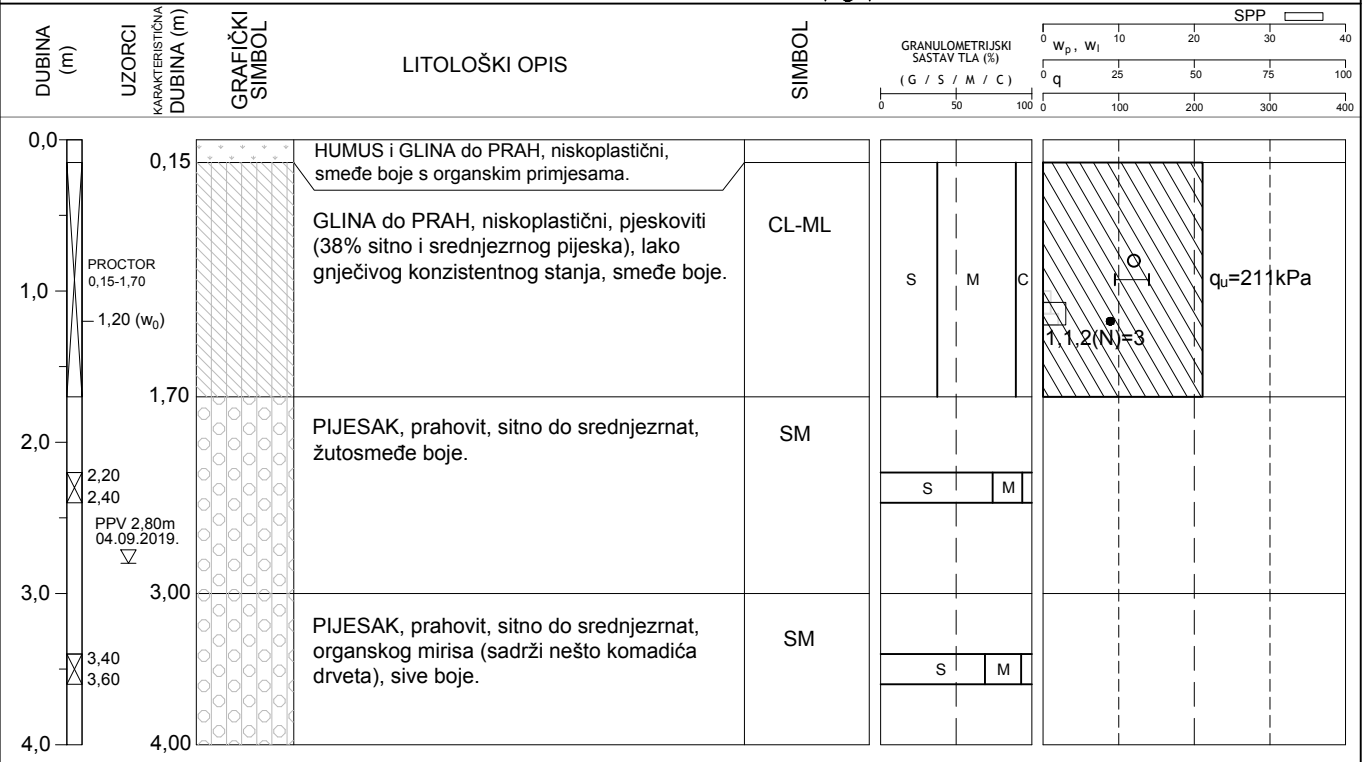 SPP
DUBINA
(m)
UZORCI
KARAKTERISTIČNA
DUBINA (m)
GRAFIČKI
SIMBOL
LITOLOŠKI OPIS
SIMBOL
GRANULOMETRIJSKI
SASTAV TLA (%)
( G / S / M / C )
0 50 100
0 10 20 30 40
wp , wl
0 25 50 75 100
q
0 100 200 300 400
0,0
0,15
HUMUS i GLINA do PRAH, niskoplastični,
smeđe boje s organskim primjesama.
GLINA do PRAH, niskoplastični, pjeskoviti
(38% sitno i srednjezrnog pijeska), lako
gnječivog konzistentnog stanja, smeđe boje.
CL-ML
PROCTOR
0,15-1,70
1,0
1,20 (w0)
S M C
qu=211kPa
1,1,2(N)=3
1,70
PIJESAK, prahovit, sitno do srednjezrnat,
žutosmeđe boje.
SM
2,0
2,20
2,40
S M
PPV 2,80m
04.09.2019.
3,0
3,00
PIJESAK, prahovit, sitno do srednjezrnat,
organskog mirisa (sadrži nešto komadića
drveta), sive boje.
SM
3,40
3,60
S M
4,0
4,00